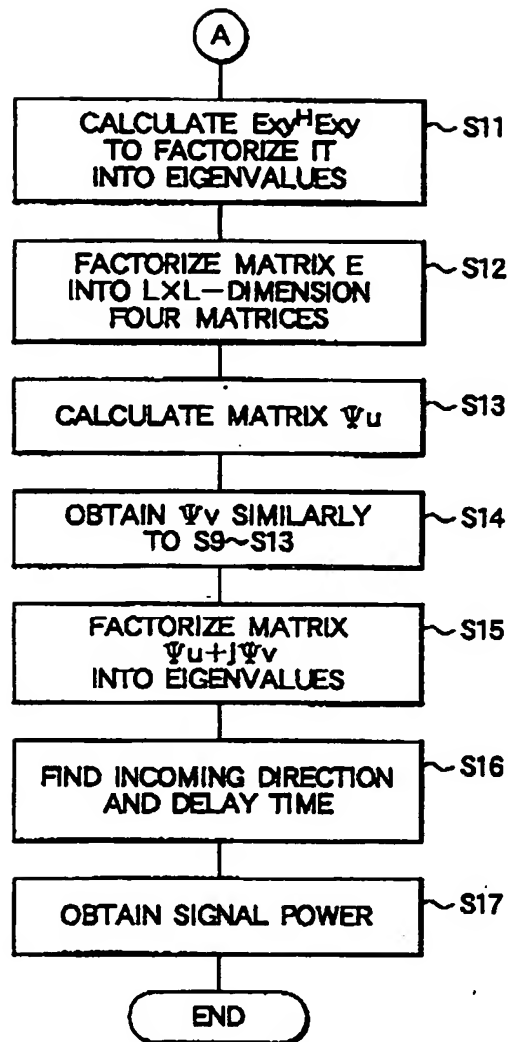 A
CALCULATE Exy^H Exy
TO FACTORIZE IT
INTO EIGENVALUES
S11
FACTORIZE MATRIX E
INTO L×L-DIMENSION
FOUR MATRICES
S12
CALCULATE MATRIX Ψu
S13
OBTAIN Ψv SIMILARLY
TO S9~S13
S14
FACTORIZE MATRIX
Ψu+jΨv
INTO EIGENVALUES
S15
FIND INCOMING DIRECTION
AND DELAY TIME
S16
OBTAIN SIGNAL POWER
S17
END